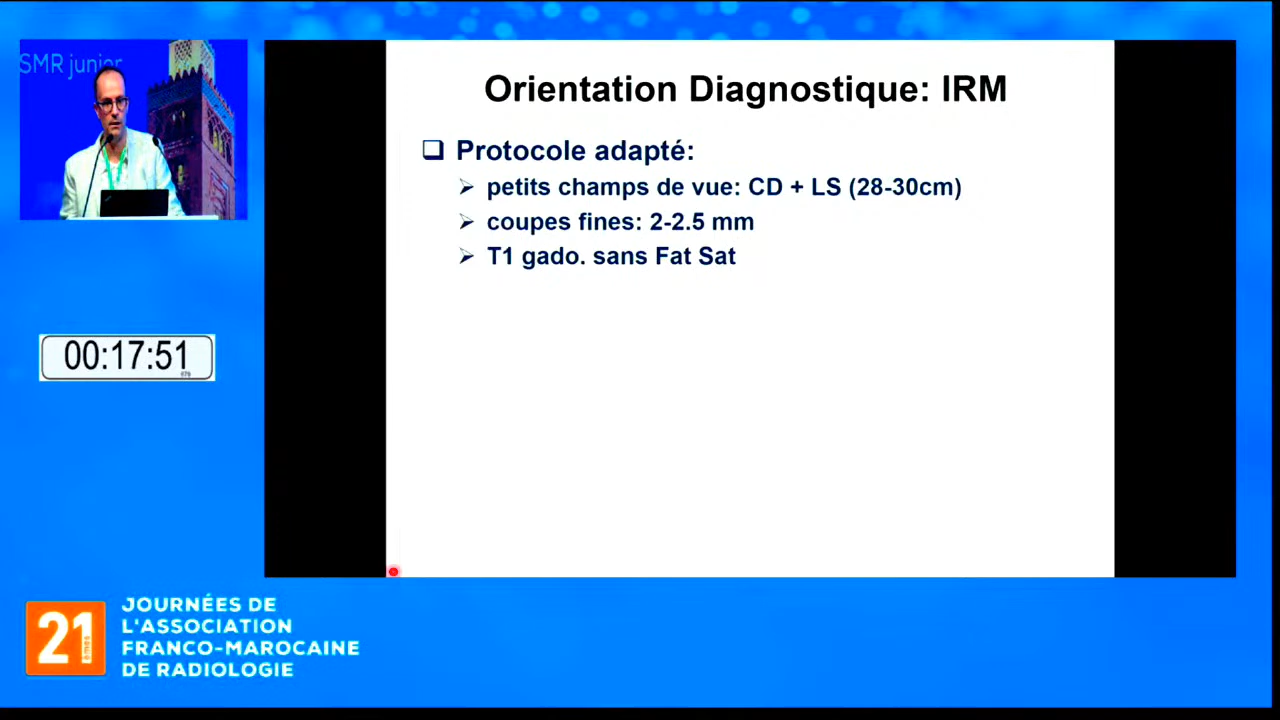 SMR junior
Orientation Diagnostique: IRM
Protocole adapté:
petits champs de vue: CD + LS (28-30cm)
coupes fines: 2-2.5 mm
T1 gado. sans Fat Sat
00:17:51
21
èmes
JOURNÉES DE
L'ASSOCIATION
FRANCO-MAROCAINE
DE RADIOLOGIE